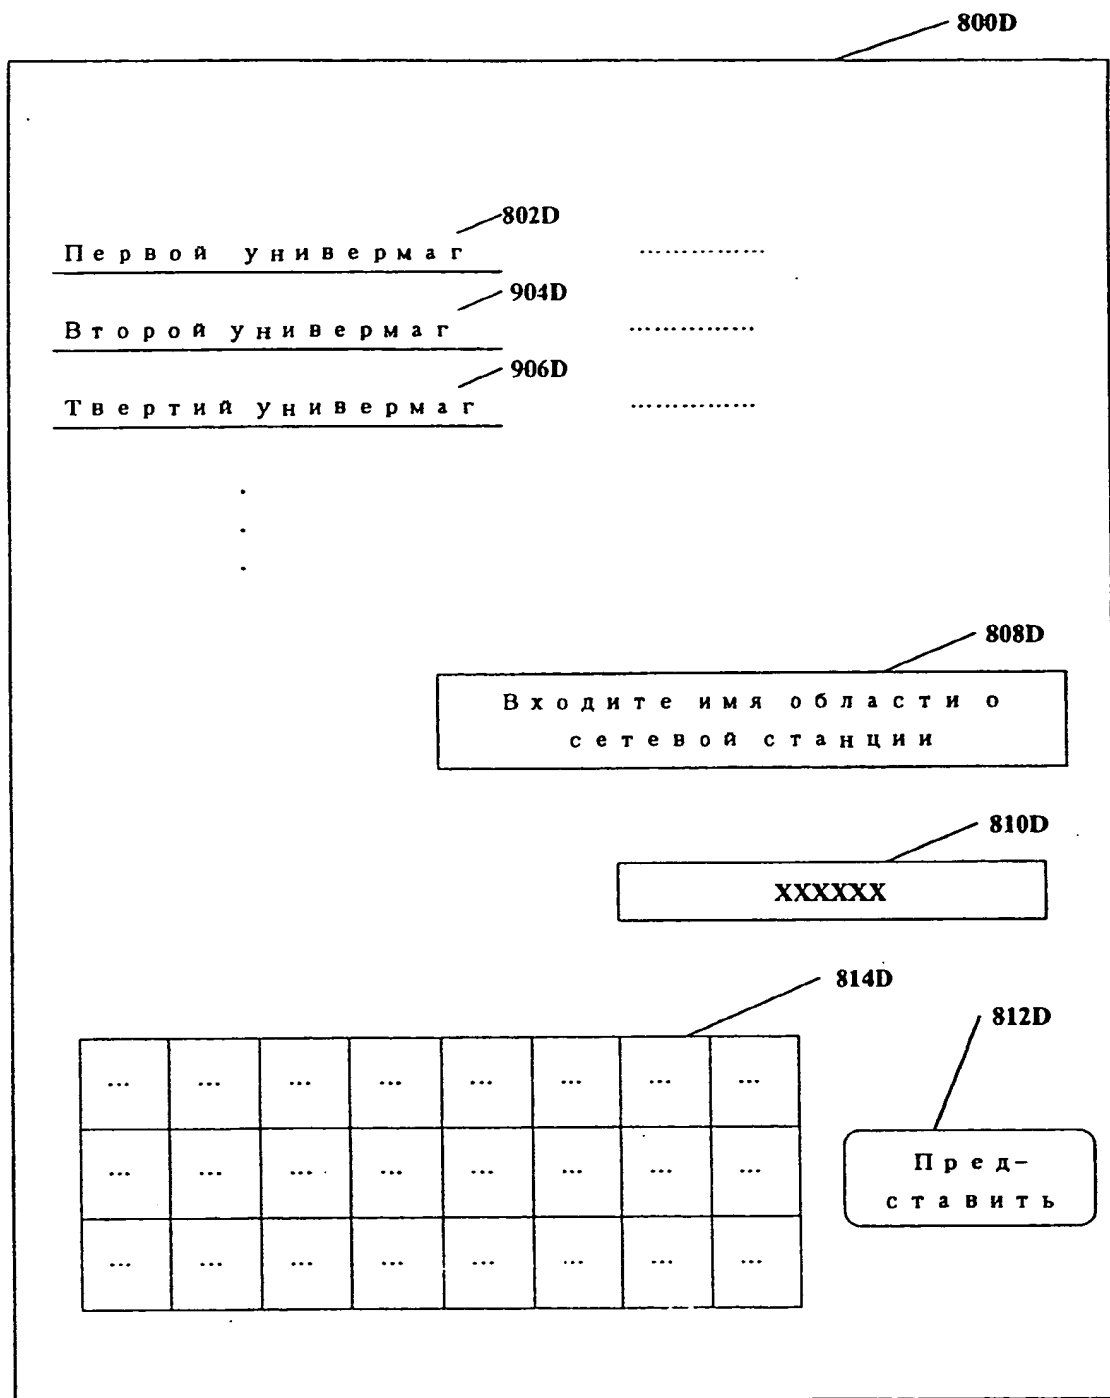 800D
802D
Первой универмаг ..............
904D
Второй универмаг ..............
906D
Твертий универмаг ..............
808D
Входите имя области о
сетевой станции
810D
XXXXXX
814D
812D
... ... ... ... ... ... ... ...
... ... ... ... ... ... ... ...
Пред-
ставить
... ... ... ... ... ... ... ...